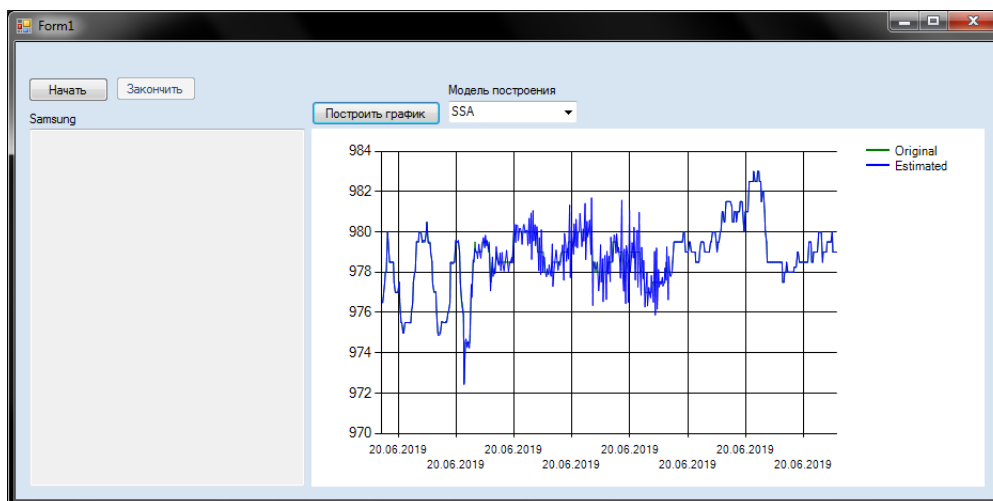 Form1
Начать
Закончить
Модель построения
Построить график
SSA
Samsung
984
982
980
978
976
974
972
970
Original
Estimated
20.06.2019 20.06.2019 20.06.2019 20.06.2019
20.06.2019 20.06.2019 20.06.2019 20.06.2019